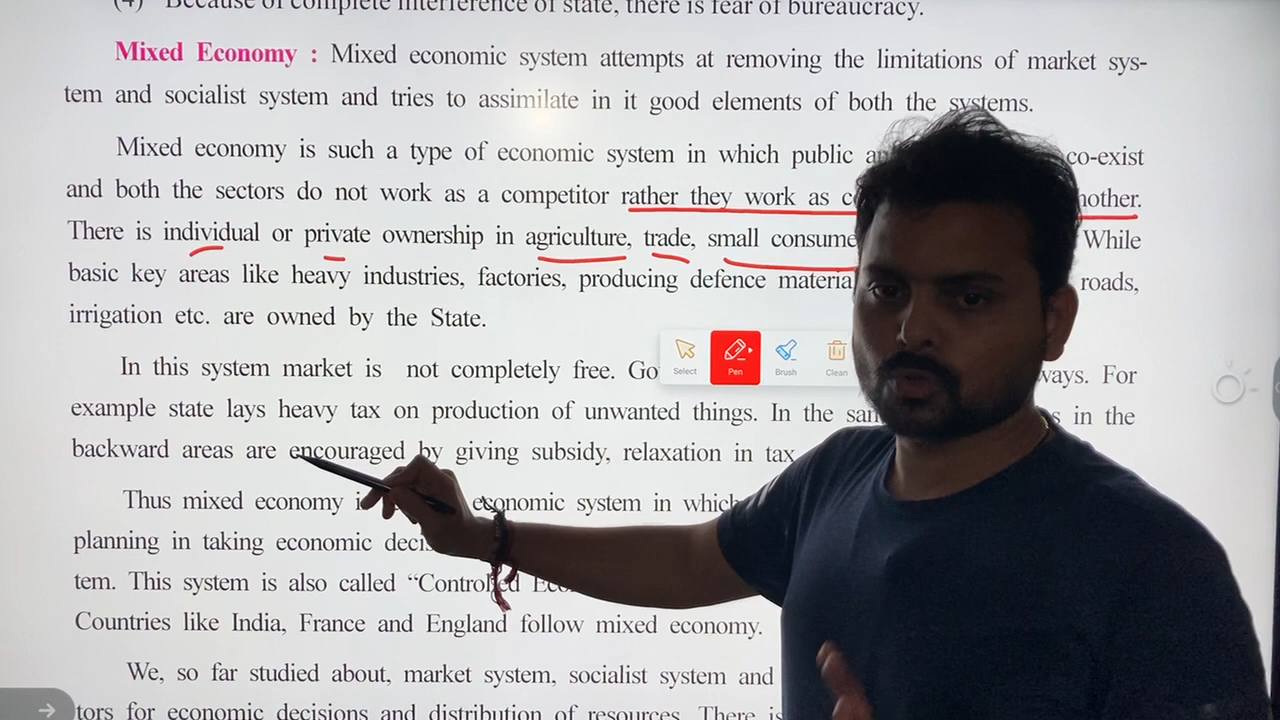 (4) Because of complete interference of state, there is fear of bureaucracy.
Mixed Economy : Mixed economic system attempts at removing the limitations of market sys-
tem and socialist system and tries to assimilate in it good elements of both the systems.
Mixed economy is such a type of economic system in which public co-exist
and both the sectors do not work as a competitor rather they work as
There is individual or private ownership in agriculture, trade, small While
basic key areas like heavy industries, factories, producing defence roads,
irrigation etc. are owned by the State.
Select Pen Brush Clean
In this system market is not completely free. For
example state lays heavy tax on production of unwanted things. In the in the
backward areas are encouraged by giving subsidy, relaxation in tax
Thus mixed economy economic system in which
planning in taking economic
tem. This system is also called “Controlled
Countries like India, France and England follow mixed economy.
We, so far studied about, market system, socialist system and
tors for economic decisions and distribution of resources. There is